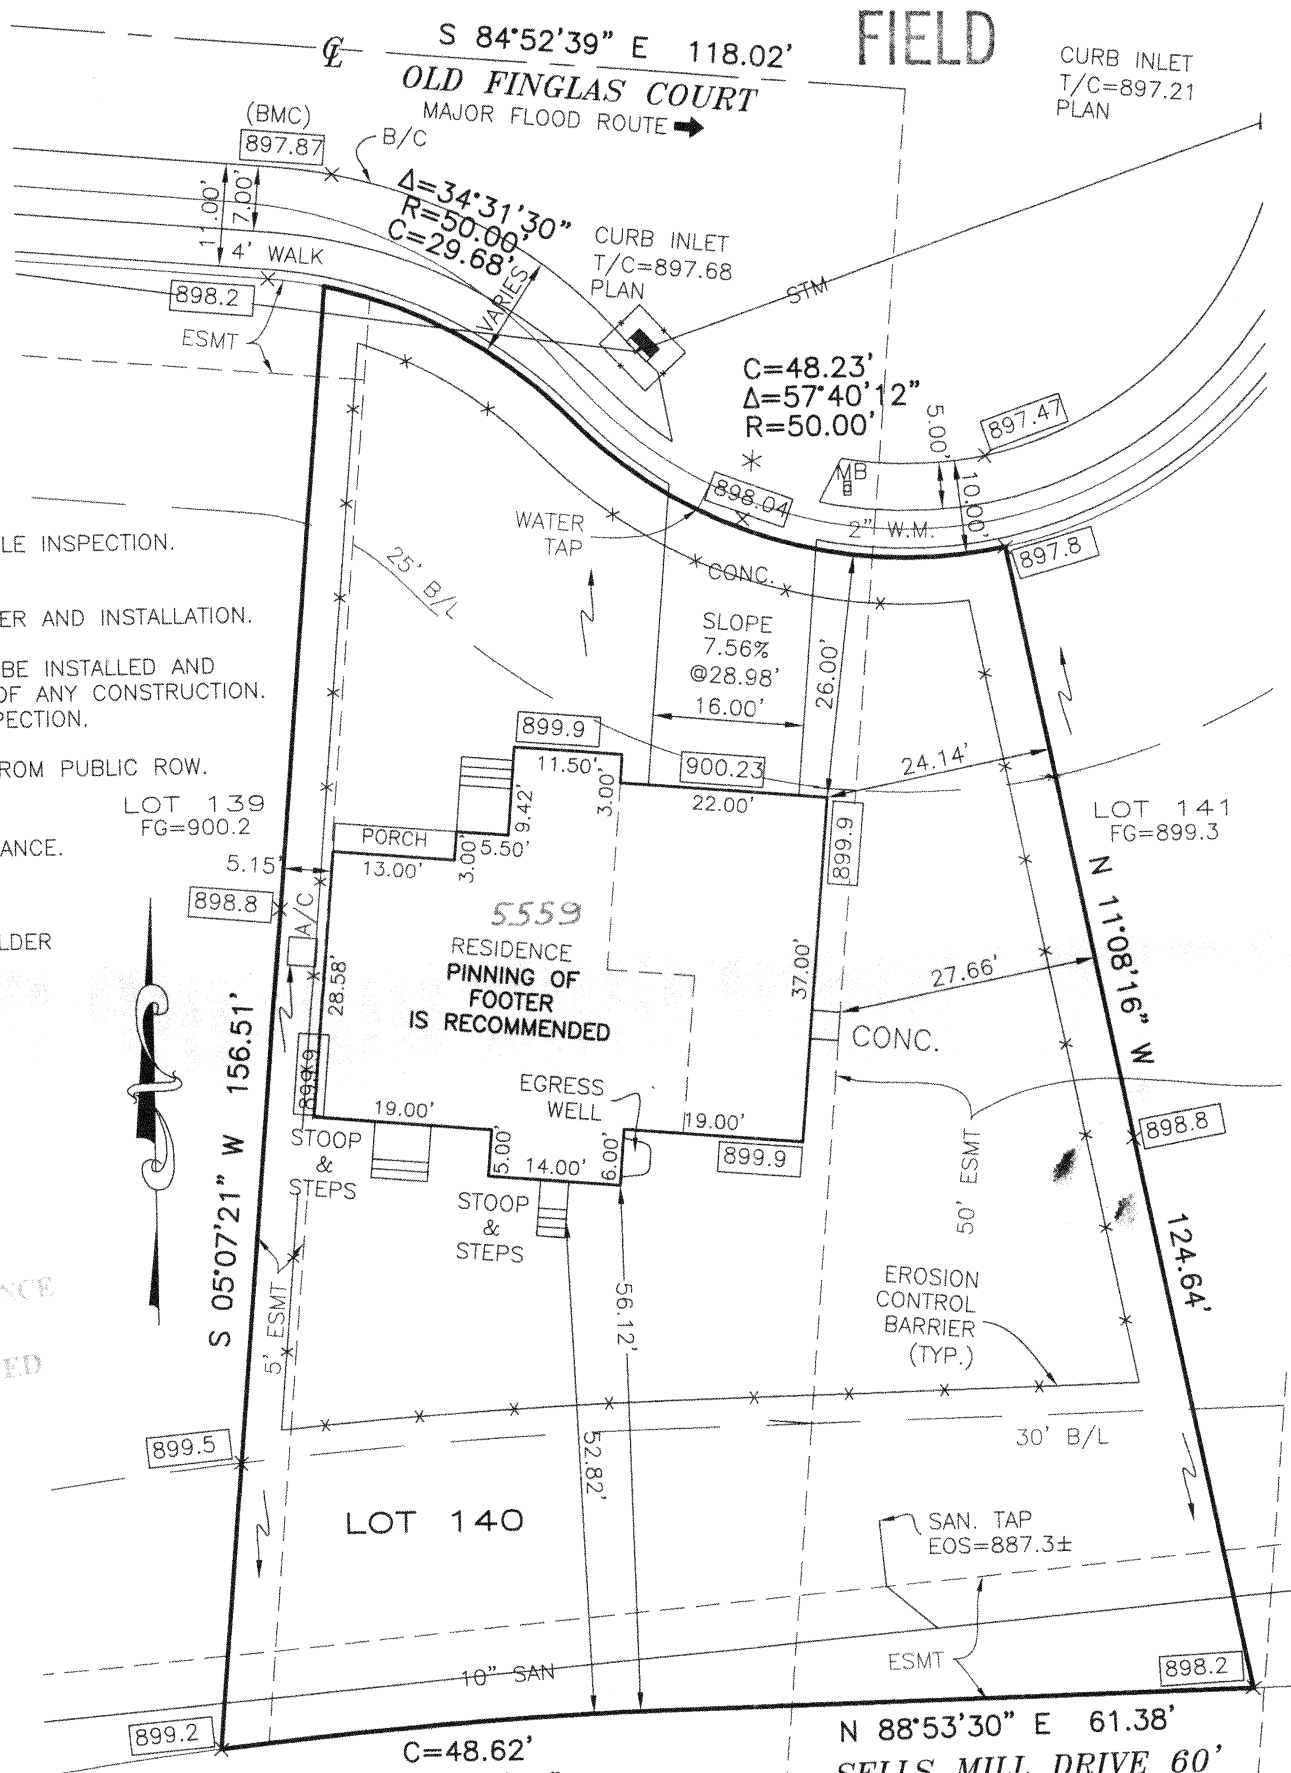 FIELD
S 84°52'39" E 118.02'
℄
OLD FINGLAS COURT
MAJOR FLOOD ROUTE
CURB INLET
T/C=897.21
PLAN
(BMC)
897.87
B/C
11.00'
7.00'
4' WALK
Δ=34°31'30"
R=50.00'
C=29.68'
VARIES
CURB INLET
T/C=897.68
PLAN
STM
898.2
ESMT
C=48.23'
Δ=57°40'12"
R=50.00'
5.00'
897.47
MB
10.00'
898.04
2" W.M.
897.8
WATER
TAP
LE INSPECTION.
25' B/L
CONC.
ER AND INSTALLATION.
SLOPE
7.56%
@28.98'
16.00'
26.00'
BE INSTALLED AND
OF ANY CONSTRUCTION.
PECTION.
899.9
ROM PUBLIC ROW.
11.50'
3.00'
900.23
22.00'
24.14'
LOT 139
FG=900.2
LOT 141
FG=899.3
9.42'
PORCH
5.50'
3.00'
13.00'
899.9
ANCE.
5.15'
898.8
A/C
5559
RESIDENCE
PINNING OF
FOOTER
IS RECOMMENDED
LDER
28.58'
37.00'
27.66'
N 11°08'16" W
CONC.
S 05°07'21" W 156.51'
899.9
EGRESS
WELL
19.00'
19.00'
STOOP
&
STEPS
5.00'
14.00'
6.00'
899.9
898.8
50' ESMT
STOOP
&
STEPS
124.64'
NCE
ED
5' ESMT
56.12'
EROSION
CONTROL
BARRIER
(TYP.)
899.5
52.82'
30' B/L
LOT 140
SAN. TAP
EOS=887.3±
10" SAN
ESMT
898.2
899.2
C=48.62'
N 88°53'30" E 61.38'
SELLS MILL DRIVE 60'